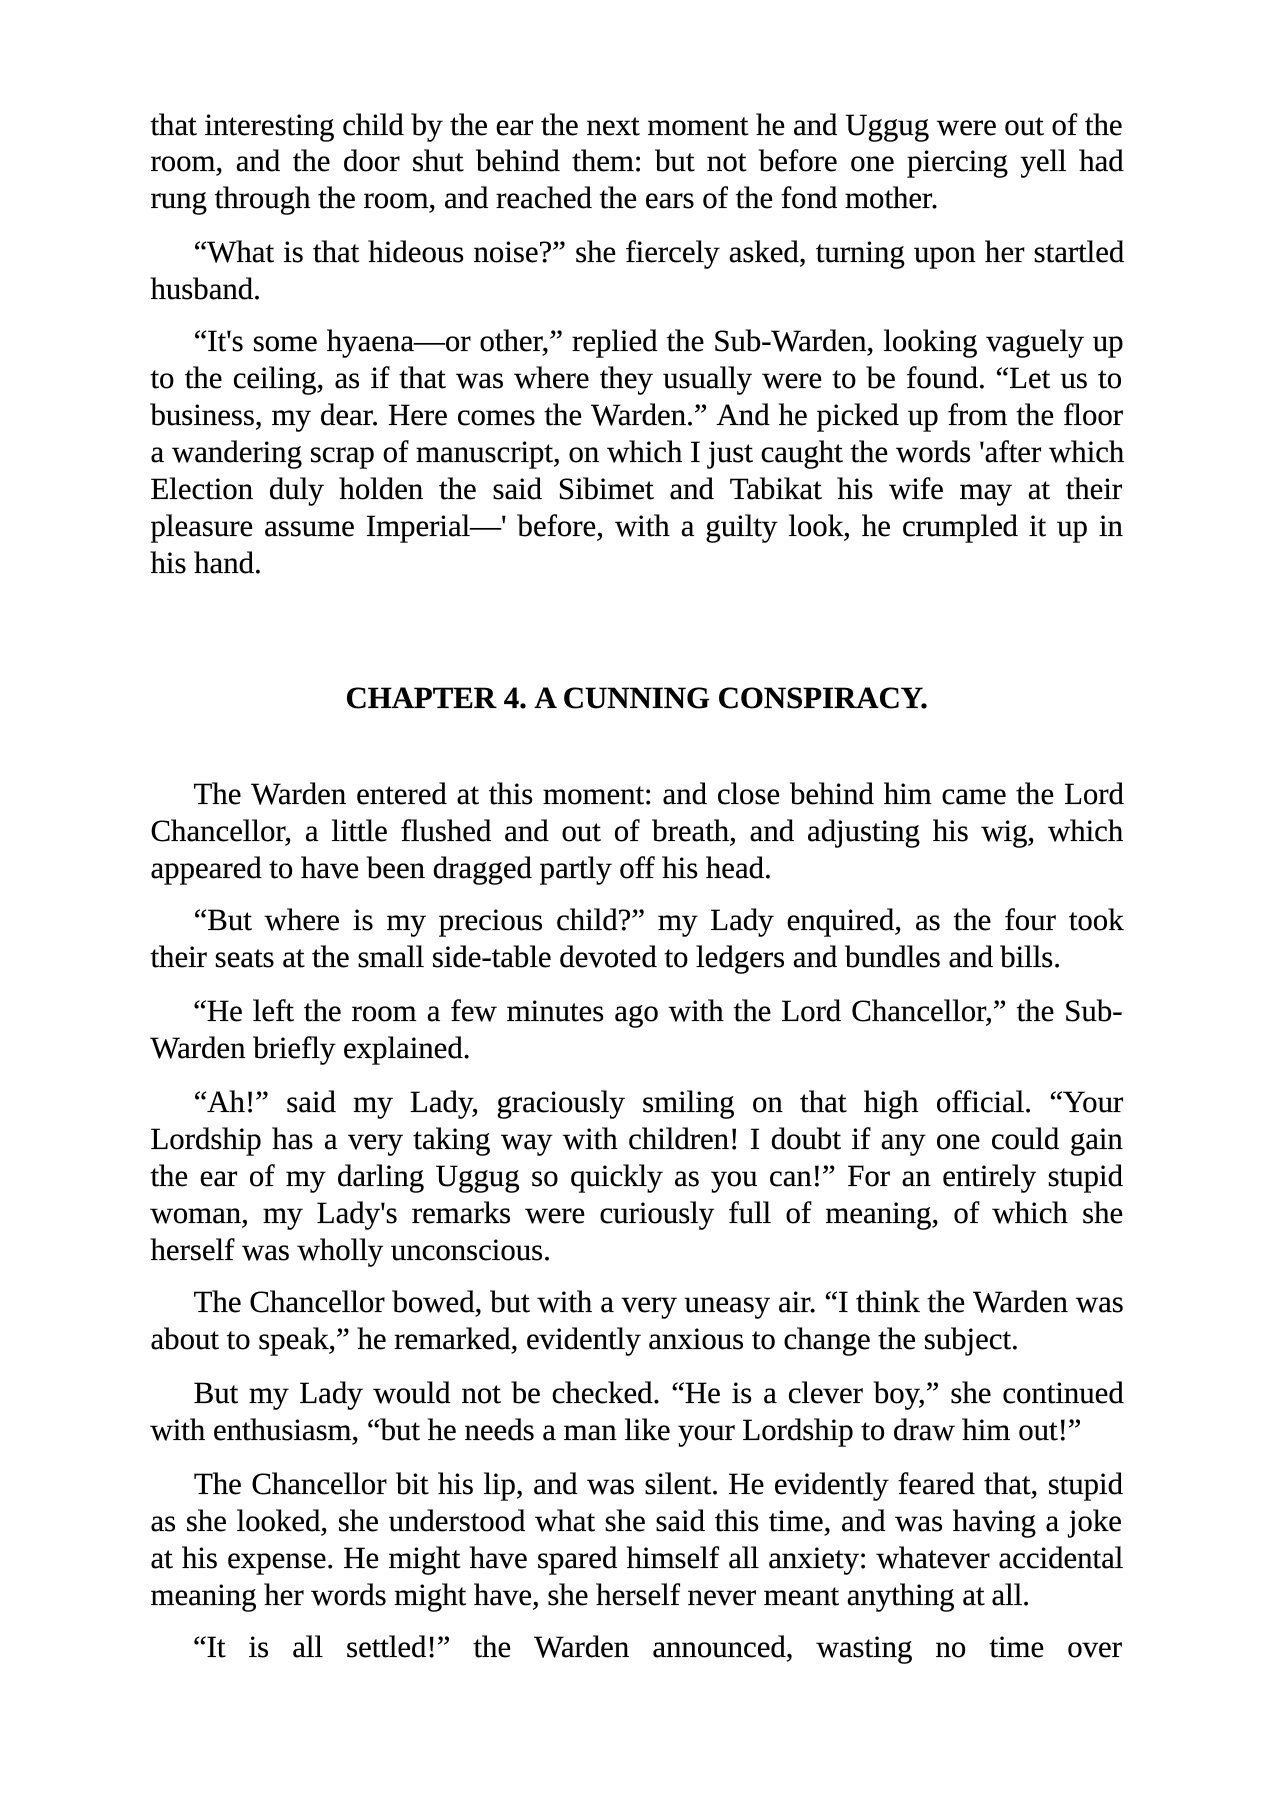 that interesting child by the ear the next moment he and Uggug were out of the
room, and the door shut behind them: but not before one piercing yell had
rung through the room, and reached the ears of the fond mother.
“What is that hideous noise?” she fiercely asked, turning upon her startled
husband.
“It's some hyaena—or other,” replied the Sub-Warden, looking vaguely up
to the ceiling, as if that was where they usually were to be found. “Let us to
business, my dear. Here comes the Warden.” And he picked up from the floor
a wandering scrap of manuscript, on which I just caught the words 'after which
Election duly holden the said Sibimet and Tabikat his wife may at their
pleasure assume Imperial—' before, with a guilty look, he crumpled it up in
his hand.
CHAPTER 4. A CUNNING CONSPIRACY.
The Warden entered at this moment: and close behind him came the Lord
Chancellor, a little flushed and out of breath, and adjusting his wig, which
appeared to have been dragged partly off his head.
“But where is my precious child?” my Lady enquired, as the four took
their seats at the small side-table devoted to ledgers and bundles and bills.
“He left the room a few minutes ago with the Lord Chancellor,” the Sub-
Warden briefly explained.
“Ah!” said my Lady, graciously smiling on that high official. “Your
Lordship has a very taking way with children! I doubt if any one could gain
the ear of my darling Uggug so quickly as you can!” For an entirely stupid
woman, my Lady's remarks were curiously full of meaning, of which she
herself was wholly unconscious.
The Chancellor bowed, but with a very uneasy air. “I think the Warden was
about to speak,” he remarked, evidently anxious to change the subject.
But my Lady would not be checked. “He is a clever boy,” she continued
with enthusiasm, “but he needs a man like your Lordship to draw him out!”
The Chancellor bit his lip, and was silent. He evidently feared that, stupid
as she looked, she understood what she said this time, and was having a joke
at his expense. He might have spared himself all anxiety: whatever accidental
meaning her words might have, she herself never meant anything at all.
“It is all settled!” the Warden announced, wasting no time over